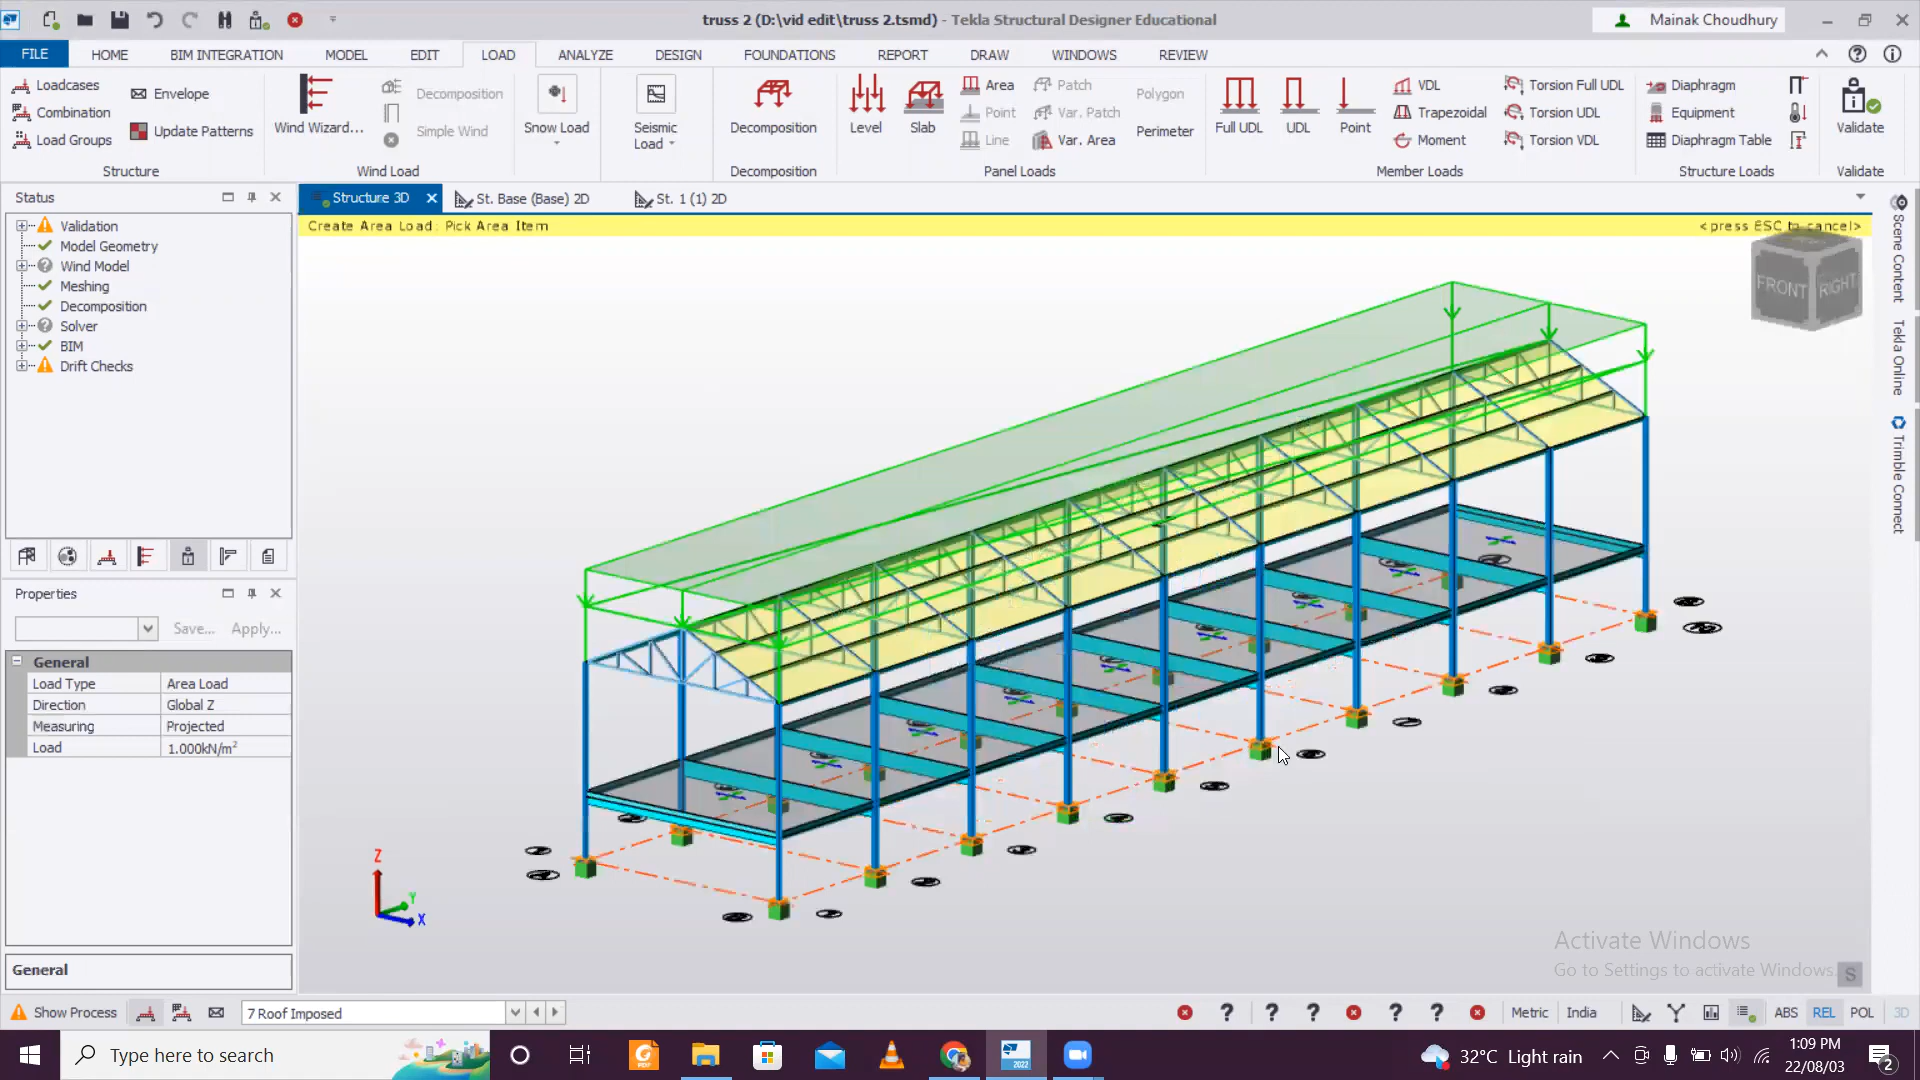 truss 2 (D:\vid edit\truss 2.tsmd) - Tekla Structural Designer Educational
Mainak Choudhury
FILE HOME BIM INTEGRATION MODEL EDIT LOAD ANALYZE DESIGN FOUNDATIONS REPORT DRAW WINDOWS REVIEW
Loadcases
Combination
Load Groups
Envelope
Update Patterns
Structure
Wind Wizard...
Decomposition
Simple Wind
Wind Load
Snow Load
Seismic
Load
Decomposition
Decomposition
Level
Slab
Area
Point
Line
Patch
Var. Patch
Var. Area
Polygon
Perimeter
Panel Loads
Full UDL
UDL
Point
VDL
Trapezoidal
Moment
Torsion Full UDL
Torsion UDL
Torsion VDL
Member Loads
Diaphragm
Equipment
Diaphragm Table
Structure Loads
Validate
Validate
Status
Validation
Model Geometry
Wind Model
Meshing
Decomposition
Solver
BIM
Drift Checks
Structure 3D
St. Base (Base) 2D
St. 1 (1) 2D
Create Area Load: Pick Area Item
<press ESC to cancel>
FRONT
RIGHT
Scene Content
Tekla Online
Trimble Connect
Properties
Save... Apply...
General
Load Type Area Load
Direction Global Z
Measuring Projected
Load 1.000kN/m²
General
Z
Y
X
Activate Windows
Go to Settings to activate Windows.
S
Show Process
7 Roof Imposed
Metric India
ABS REL POL 3D
Type here to search
2022
32°C Light rain
1:09 PM
22/08/03
2